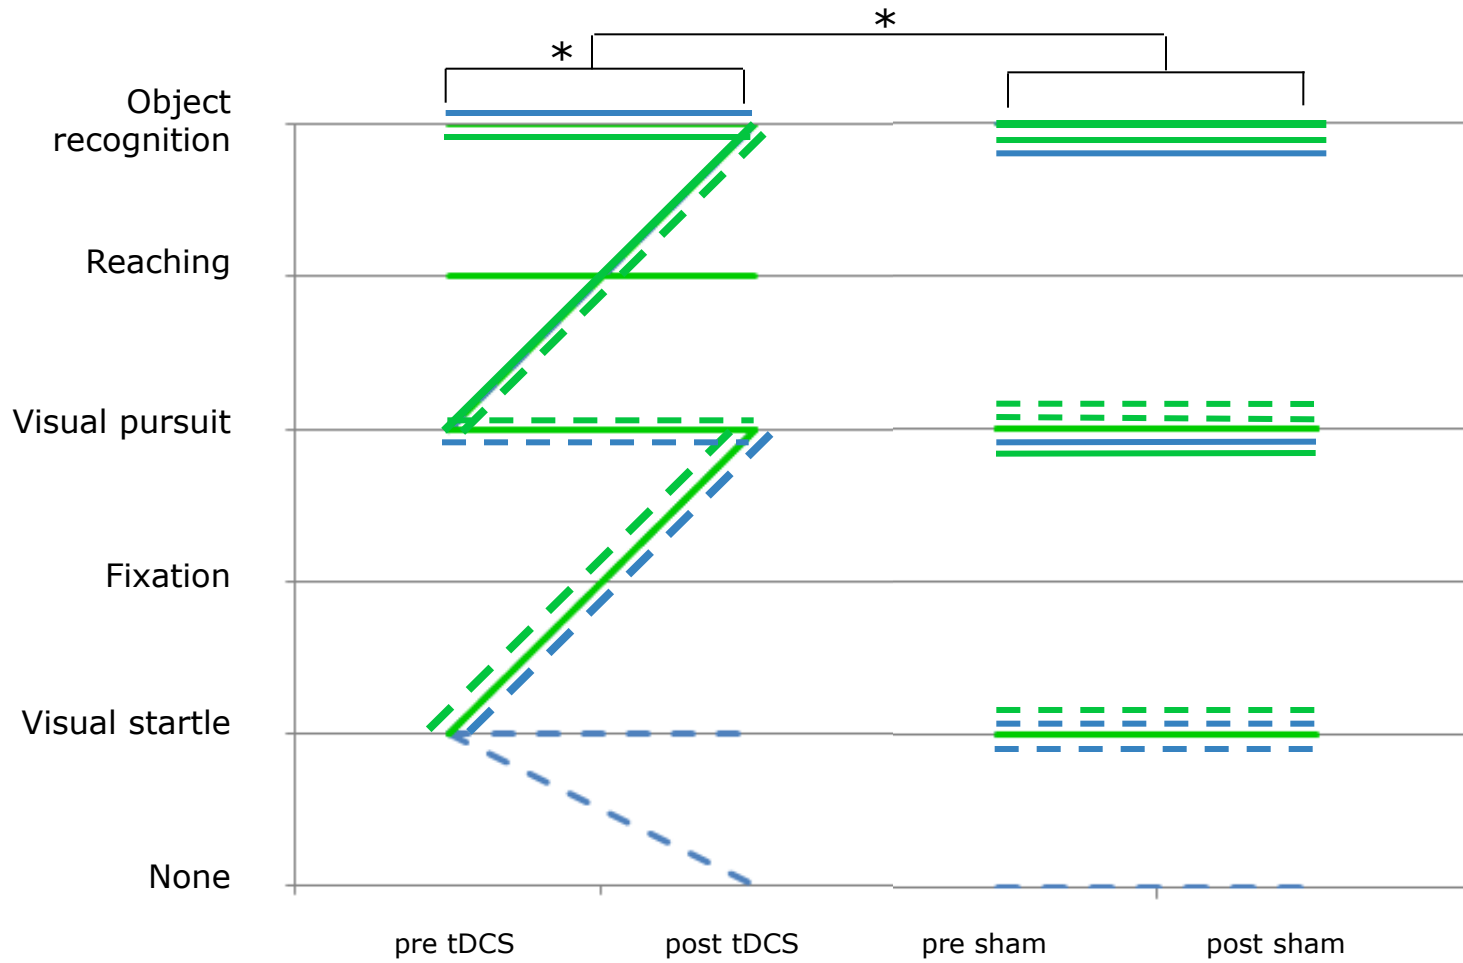 *
*
Object
recognition
Reaching
Visual pursuit
Fixation
Visual startle
None
pre tDCS post tDCS pre sham post sham